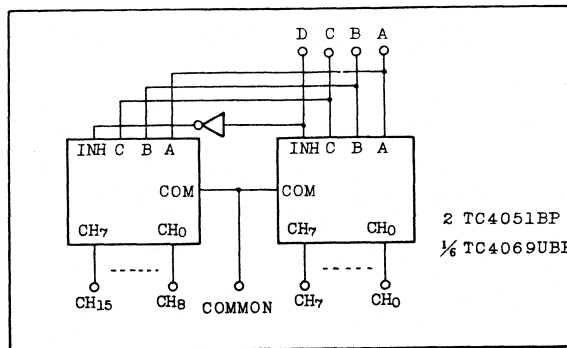 D C B A
INH C B A
INH C B A
COM
COM
CH7 CH0
CH7 CH0
2 TC4051BP
1/6 TC4069UBP
CH15 CH8
COMMON
CH7 CH0